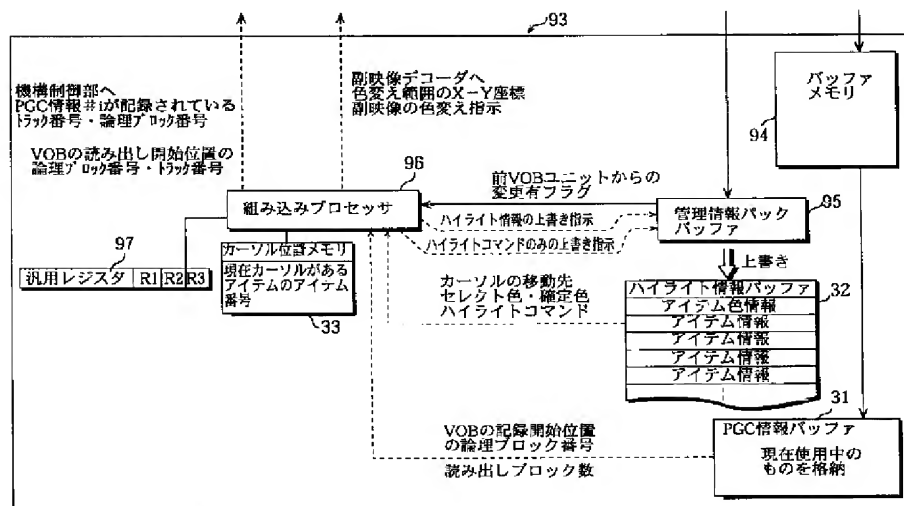 93
機構制御部へ
PGC情報#iが記録されている
トラック番号・論理ブロック番号
VOBの読み出し開始位置の
論理ブロック番号・トラック番号
副映像デコーダへ
色変え範囲のX-Y座標
副映像の色変え指示
バッファ
メモリ
94
96
組み込みプロセッサ
前VOBユニットからの
変更有フラグ
ハイライト情報の上書き指示
ハイライトコマンドのみの上書き指示
95
管理情報パック
バッファ
上書き
97
汎用レジスタ R1 R2 R3
カーソル位置メモリ
現在カーソルがある
アイテムのアイテム
番号
33
カーソルの移動先
セレクト色・確定色
ハイライトコマンド
32
ハイライト情報バッファ
アイテム色情報
アイテム情報
アイテム情報
アイテム情報
アイテム情報
31
PGC情報バッファ
現在使用中の
ものを格納
VOBの記録開始位置
の論理ブロック番号
読み出しブロック数